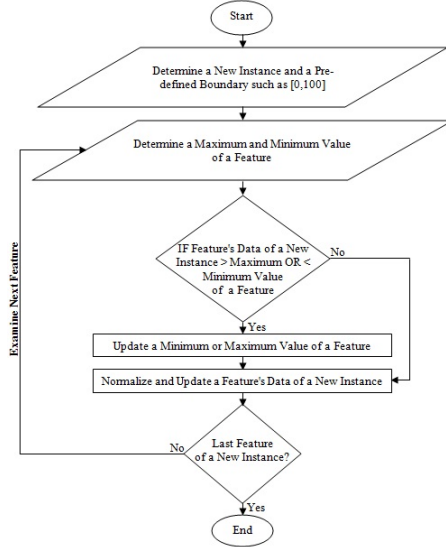 Start
Determine a New Instance and a Pre-
defined Boundary such as [0,100]
Determine a Maximum and Minimum Value
of a Feature
IF Feature's Data of a New
Instance > Maximum OR <
Minimum Value
of a Feature
No
Yes
Update a Minimum or Maximum Value of a Feature
Normalize and Update a Feature's Data of a New Instance
Last Feature
of a New Instance?
No
Yes
End
Examine Next Feature